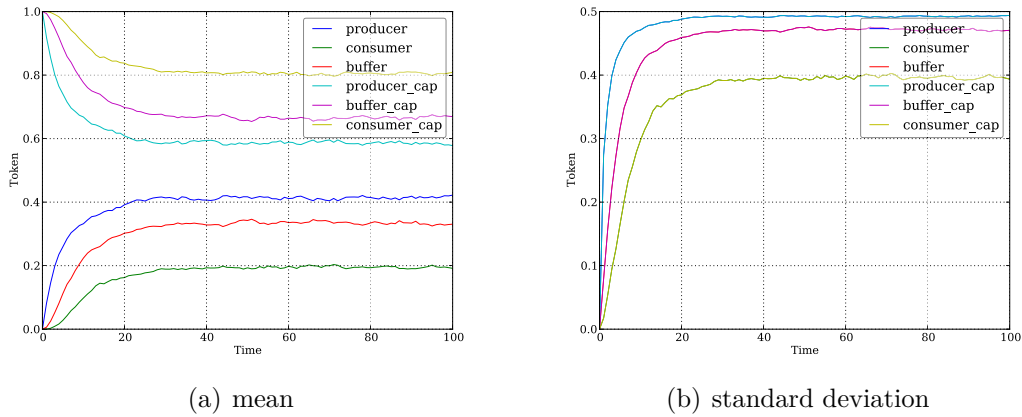 1.0
0.8
0.6
0.4
0.2
0.0
Token
0 20 40 60 80 100
Time
producer
consumer
buffer
producer_cap
buffer_cap
consumer_cap
(a) mean
0.5
0.4
0.3
0.2
0.1
0.0
Token
0 20 40 60 80 100
Time
producer
consumer
buffer
producer_cap
buffer_cap
consumer_cap
(b) standard deviation